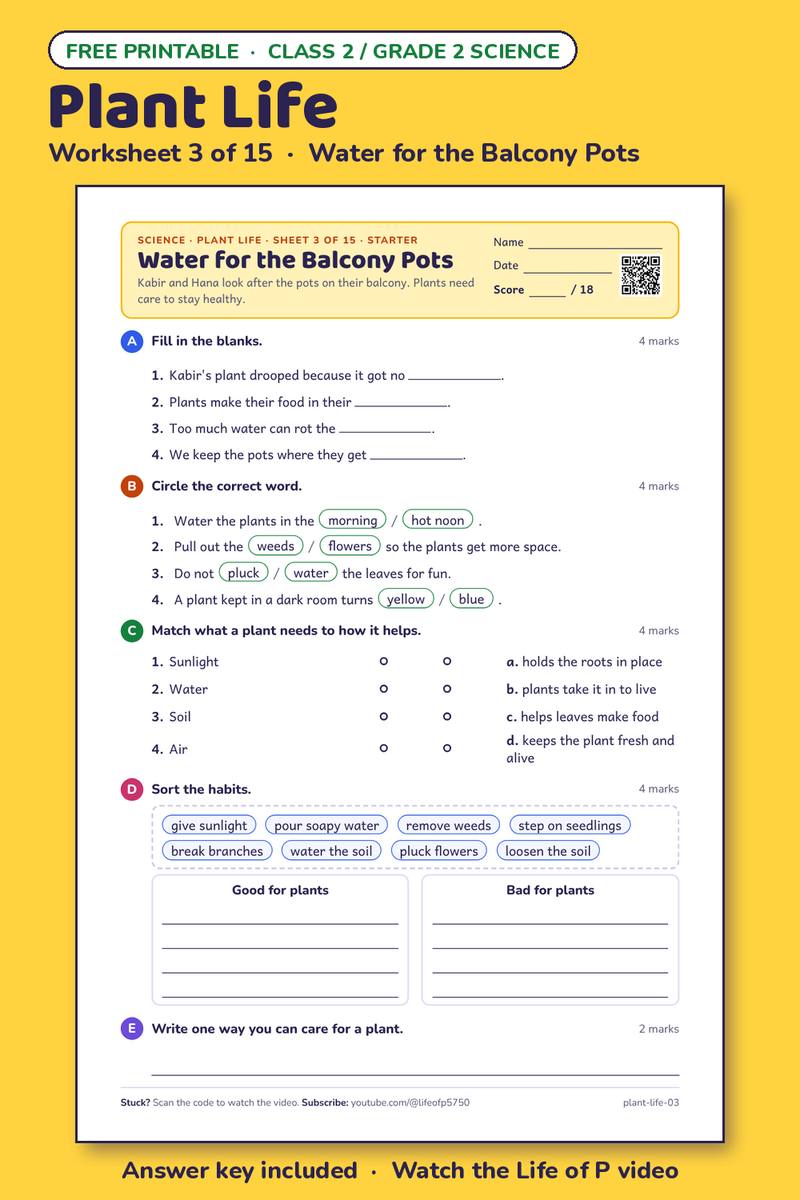 FREE PRINTABLE · CLASS 2 / GRADE 2 SCIENCE
Plant Life
Worksheet 3 of 15 · Water for the Balcony Pots
SCIENCE · PLANT LIFE · SHEET 3 OF 15 · STARTER
Water for the Balcony Pots
Kabir and Hana look after the pots on their balcony. Plants need
care to stay healthy.
Name ____________
Date ____________
Score ______ / 18
A Fill in the blanks. 4 marks
1. Kabir's plant drooped because it got no ____________.
2. Plants make their food in their ____________.
3. Too much water can rot the ____________.
4. We keep the pots where they get ____________.
B Circle the correct word. 4 marks
1. Water the plants in the morning / hot noon .
2. Pull out the weeds / flowers so the plants get more space.
3. Do not pluck / water the leaves for fun.
4. A plant kept in a dark room turns yellow / blue .
C Match what a plant needs to how it helps. 4 marks
1. Sunlight a. holds the roots in place
2. Water b. plants take it in to live
3. Soil c. helps leaves make food
4. Air d. keeps the plant fresh and
alive
D Sort the habits. 4 marks
give sunlight pour soapy water remove weeds step on seedlings
break branches water the soil pluck flowers loosen the soil
Good for plants Bad for plants
E Write one way you can care for a plant. 2 marks
Stuck? Scan the code to watch the video. Subscribe: youtube.com/@lifeofp5750 plant-life-03
Answer key included · Watch the Life of P video